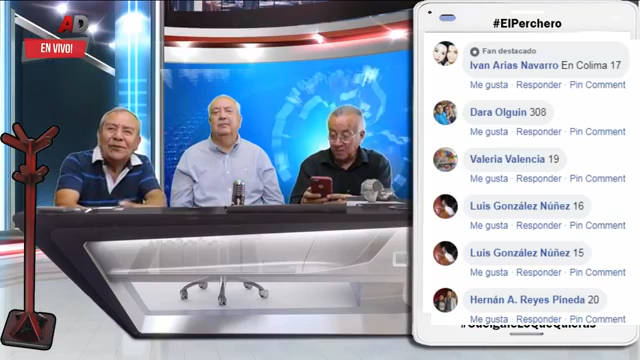 AD
EN VIVO!
#ElPerchero
Fan destacado
Ivan Arias Navarro En Colima 17
Me gusta · Responder · Pin Comment
Dara Olguin 308
Me gusta · Responder · Pin Comment
Valeria Valencia 19
Me gusta · Responder · Pin Comment
Luis González Núñez 16
Me gusta · Responder · Pin Comment
Luis González Núñez 15
Me gusta · Responder · Pin Comment
Hernán A. Reyes Pineda 20
Me gusta · Responder · Pin Comment
#CuélgaleLoQueQuieras